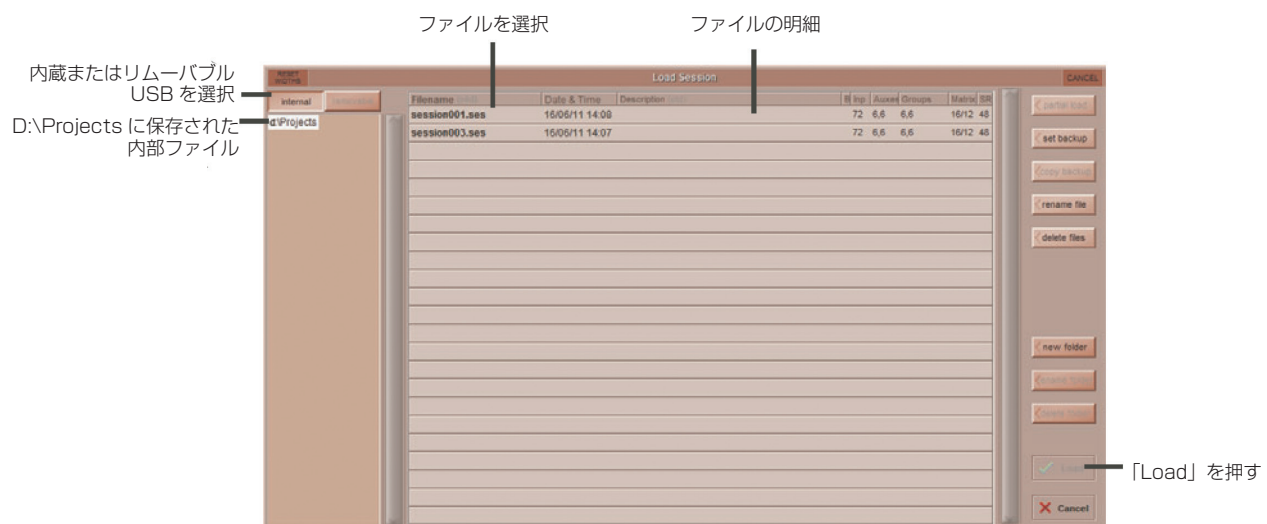 ファイルを選択
ファイルの明細
内蔵またはリムーバブル
USB を選択
D:\Projects に保存された
内部ファイル
「Load」を押す
RESET
WIDTHS
Load Session
CANCEL
internal
removable
d:\Projects
Filename
Date & Time
Description
Inp
Auxes
Groups
Matrix
SR
session001.ses
16/06/11 14:08
72
6,6
6,6
16/12
48
session003.ses
16/06/11 14:07
72
6,6
6,6
16/12
48
partial load
set backup
copy backup
rename file
delete files
new folder
Load
Cancel